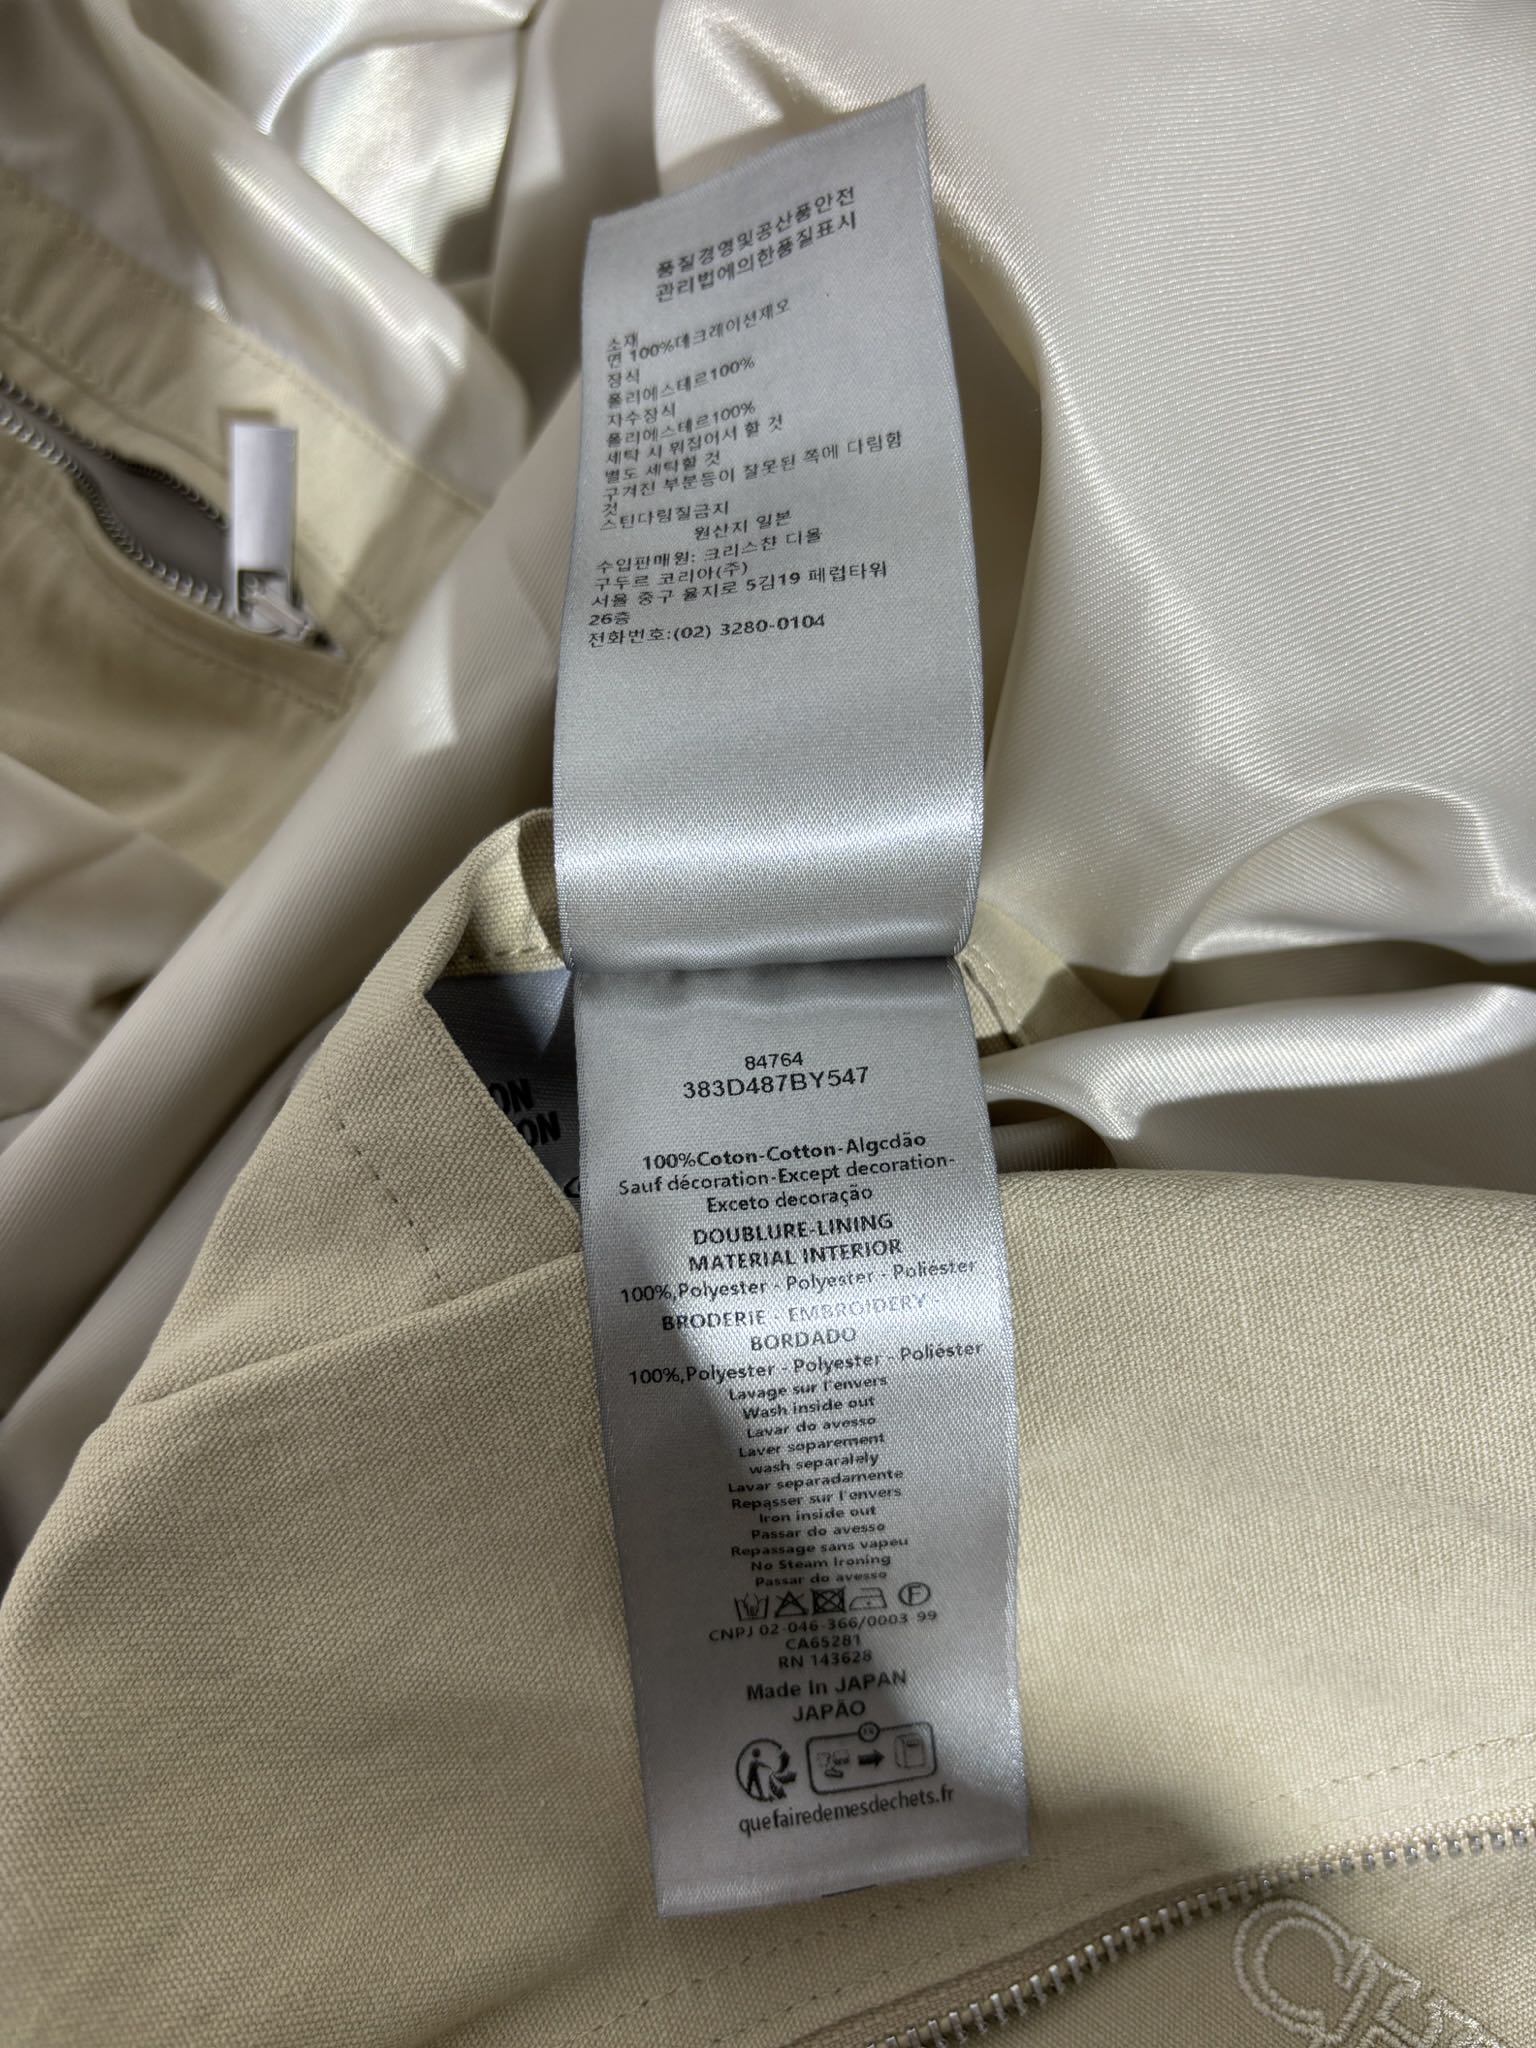 품질경영및공산품안전
관리법에의한품질표시
소재
면 100%데크레이션제오
장식
폴리에스테르100%
자수장식
폴리에스테르100%
세탁 시 뒤집어서 할 것
별도 세탁할 것
구겨진 부분등이 잘못된 쪽에 다림함
것
스틴다림질금지
원산지 일본
수입판매원: 크리스챤 디올
구두르 코리아(주)
서울 중구 율지로 5김19 페럽타워
26층
전화번호:(02) 3280-0104
84764
383D487BY547
ON
ON
100%Coton-Cotton-Algcdão
Sauf décoration-Except decoration-
Exceto decoração
DOUBLURE-LINING
MATERIAL INTERIOR
100%,Polyester - Polyester - Poliéster
BRODERIE - EMBROIDERY -
BORDADO
100%,Polyester - Polyester - Poliéster
Lavage sur l'envers
Wash inside out
Lavar do avesso
Laver soparement
wash separalely
Lavar separadamente
Repasser sur l'envers
Iron inside out
Passar do avesso
Repassage sans vapeu
No Steam Ironing
Passar do avesso
F
CNPJ 02-046-366/0003 99
CA65281
RN 143628
Made In JAPAN
JAPÃO
FR
quefairedemesdechets.fr
CH